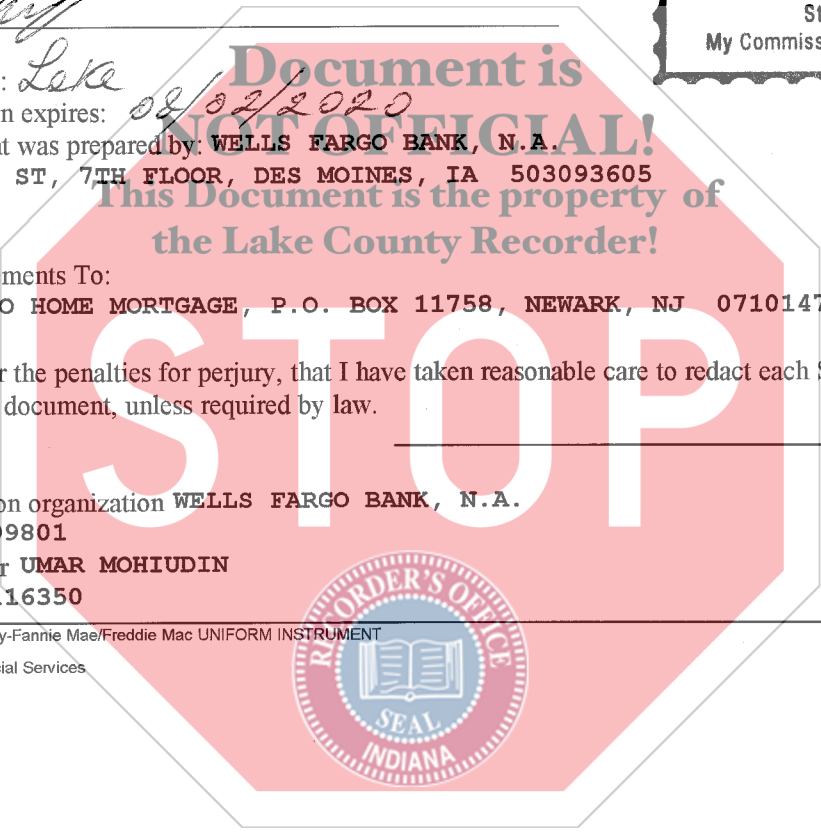 St
My Commiss
: Lake
n expires: 08/02/2020
t was prepared by: WELLS FARGO BANK, N.A.
ST, 7TH FLOOR, DES MOINES, IA 503093605
Document is
NOT OFFICIAL!
This Document is the property of
the Lake County Recorder!
ments To:
O HOME MORTGAGE, P.O. BOX 11758, NEWARK, NJ 0710147
r the penalties for perjury, that I have taken reasonable care to redact each S
document, unless required by law.
STOP
on organization WELLS FARGO BANK, N.A.
9801
r UMAR MOHIUDIN
16350
y-Fannie Mae/Freddie Mac UNIFORM INSTRUMENT
ial Services
RECORDER'S OFFICE
SEAL
INDIANA